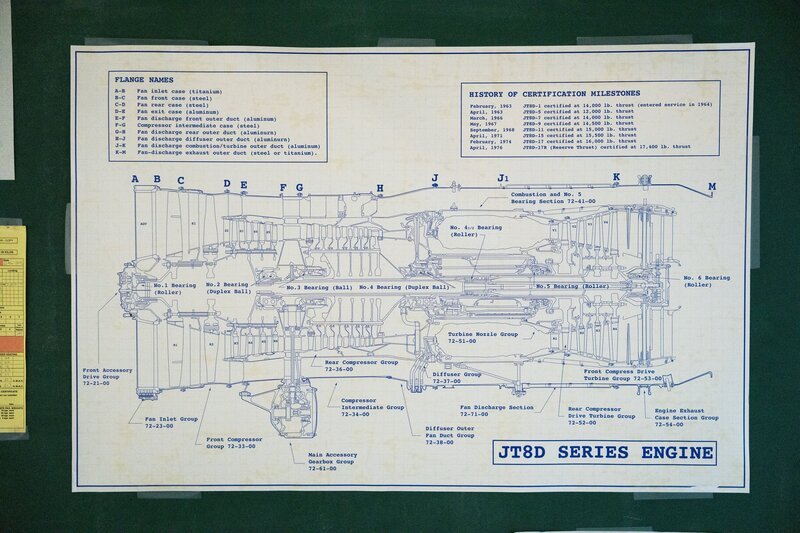 FLANGE NAMES
A-B Fan inlet case (titanium)
B-C Fan front case (steel)
C-D Fan rear case (steel)
D-E Fan exit case (aluminum)
E-F Fan discharge front outer duct (aluminum)
F-G Compressor intermediate case (steel)
Fan discharge rear outer duct (aluminum)
H-J Fan discharge diffuser outer duct (aluminum)
J-K Fan discharge combustion/turbine outer duct (aluminum)
K-M Fan-discharge exhaust outer duct (steel or titanium).
HISTORY OF CERTIFICATION MILESTONES
February, 1963 JT8D-1 certified at 14,000 lb. thrust (entered service in 1964)
April, 1963 certified at 12,000 lb. thrust
March, 1966 JT8D-7 certified at 14,000 lb. thrust
May, 1967 JT8D-9 certified at 14,500 lb. thrust
September, 1968 JT8D-11 certified at 15,000 lb. thrust
April, 1971 JT8D-15 certified at 15,500 lb. thrust
February, 1974 JT8D-17 certified at 16,000 lb. thrust
April, 1976 JT8D-17R (Reserve Thrust) certified at 17,400 lb. thrust
A B C D E F G H J J1 K M
Combustion and No. 5
Bearing Section 72-41-00
No. 4½ Bearing
(Roller)
No.1 Bearing
(Roller)
No.2 Bearing
(Duplex Ball)
No.3 Bearing (Ball)
No.4 Bearing (Duplex Ball)
No.5 Bearing (Roller)
No. 6 Bearing
(Roller)
Turbine Nozzle Group
72-51-00
Rear Compressor Group
72-36-00
Front Accessory
Drive Group
72-21-00
Diffuser Group
72-37-00
Front Compress Drive
Turbine Group 72-53-00
Compressor
Intermediate Group
72-34-00
Fan Discharge Section
72-71-00
Rear Compressor
Drive Turbine Group
72-52-00
Engine Exhaust
Case Section Group
72-54-00
Fan Inlet Group
72-23-00
Diffuser Outer
Fan Duct Group
72-38-00
Front Compressor
Group 72-33-00
Main Accessory
Gearbox Group
72-61-00
JT8D SERIES ENGINE